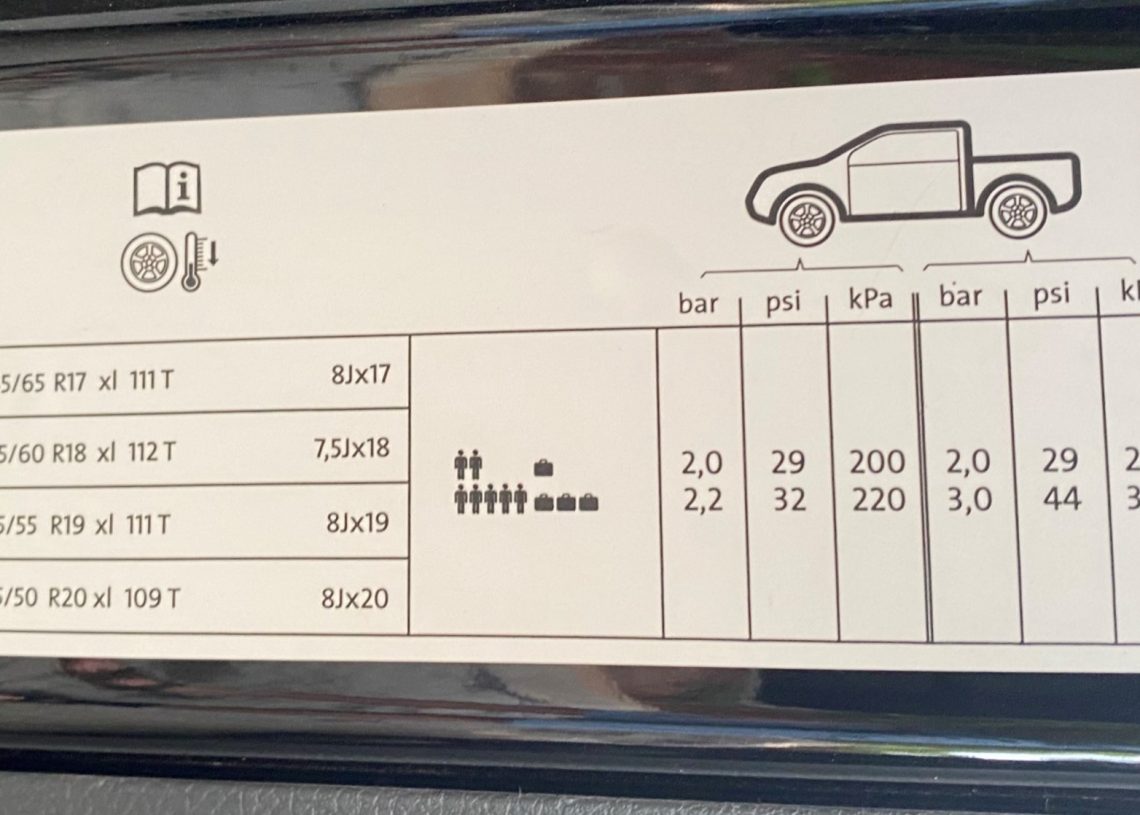 i
bar psi kPa bar psi
5/65 R17 xl 111 T 8Jx17
5/60 R18 xl 112 T 7,5Jx18
2,0 29 200 2,0 29 2
2,2 32 220 3,0 44 3
5/55 R19 xl 111 T 8Jx19
5/50 R20 xl 109 T 8Jx20